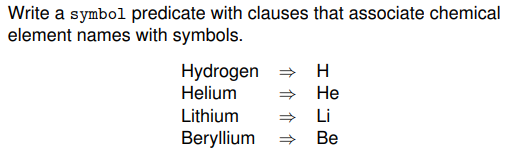 Write a symbol predicate with clauses that associate chemical
element names with symbols.
Hydrogen ⇒ H
Helium ⇒ He
Lithium ⇒ Li
Beryllium ⇒ Be